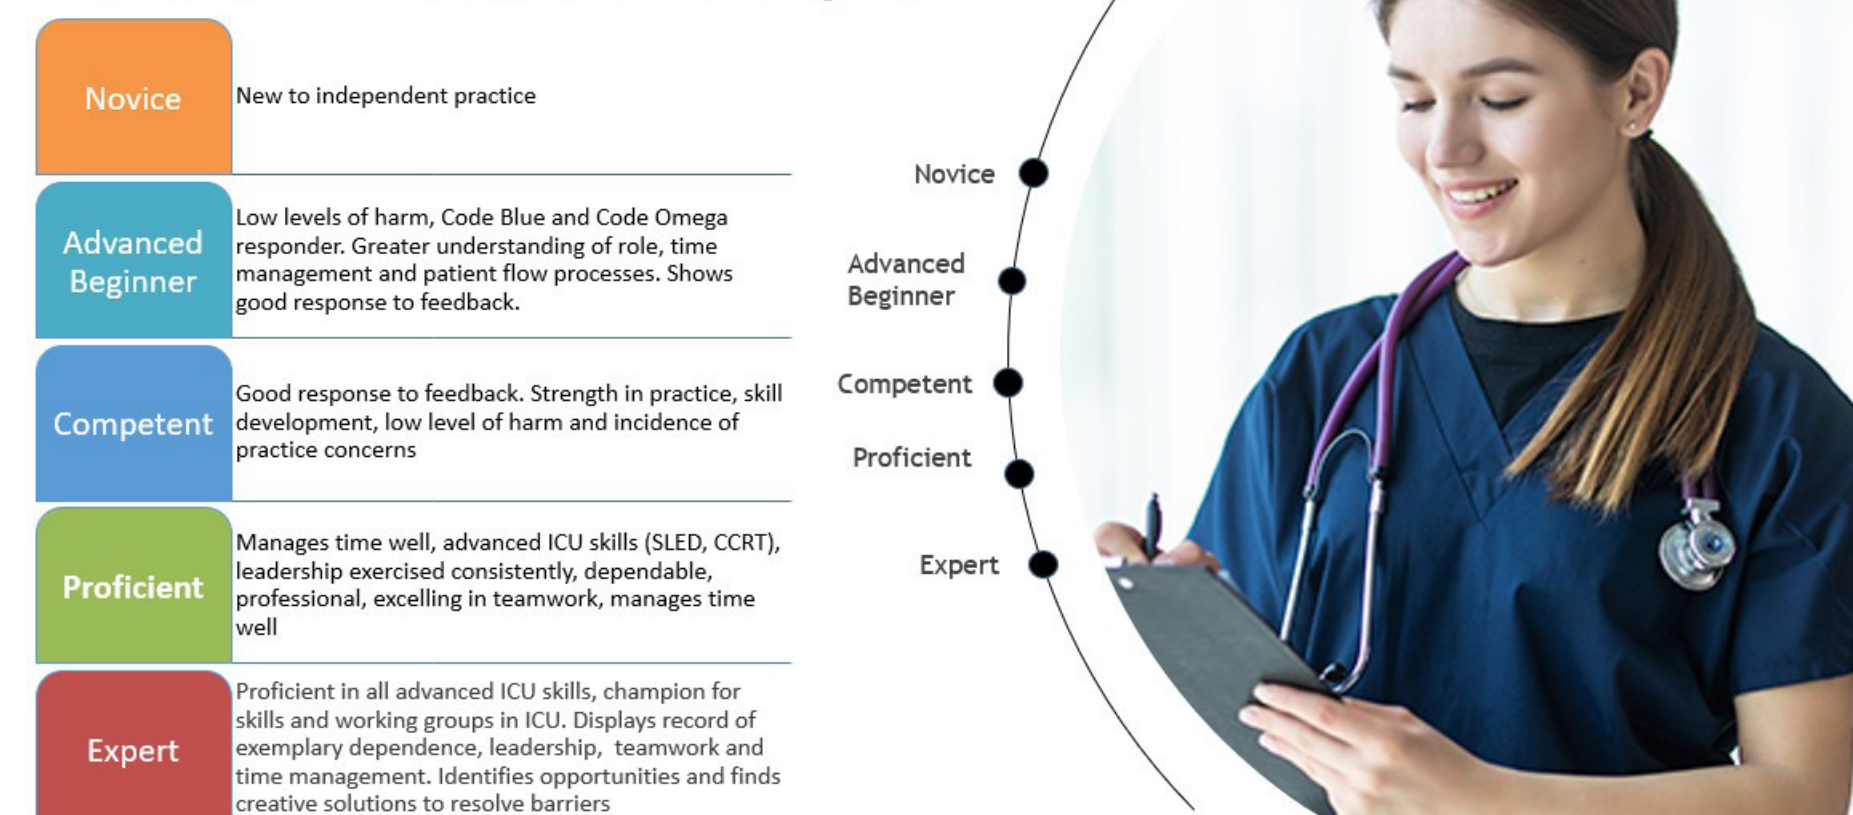 Novice
New to independent practice
Advanced
Beginner
Low levels of harm, Code Blue and Code Omega
responder. Greater understanding of role, time
management and patient flow processes. Shows
good response to feedback.
Competent
Good response to feedback. Strength in practice, skill
development, low level of harm and incidence of
practice concerns
Proficient
Manages time well, advanced ICU skills (SLED, CCRT),
leadership exercised consistently, dependable,
professional, excelling in teamwork, manages time
well
Expert
Proficient in all advanced ICU skills, champion for
skills and working groups in ICU. Displays record of
exemplary dependence, leadership,  teamwork and
time management. Identifies opportunities and finds
creative solutions to resolve barriers
Novice
Advanced
Beginner
Competent
Proficient
Expert